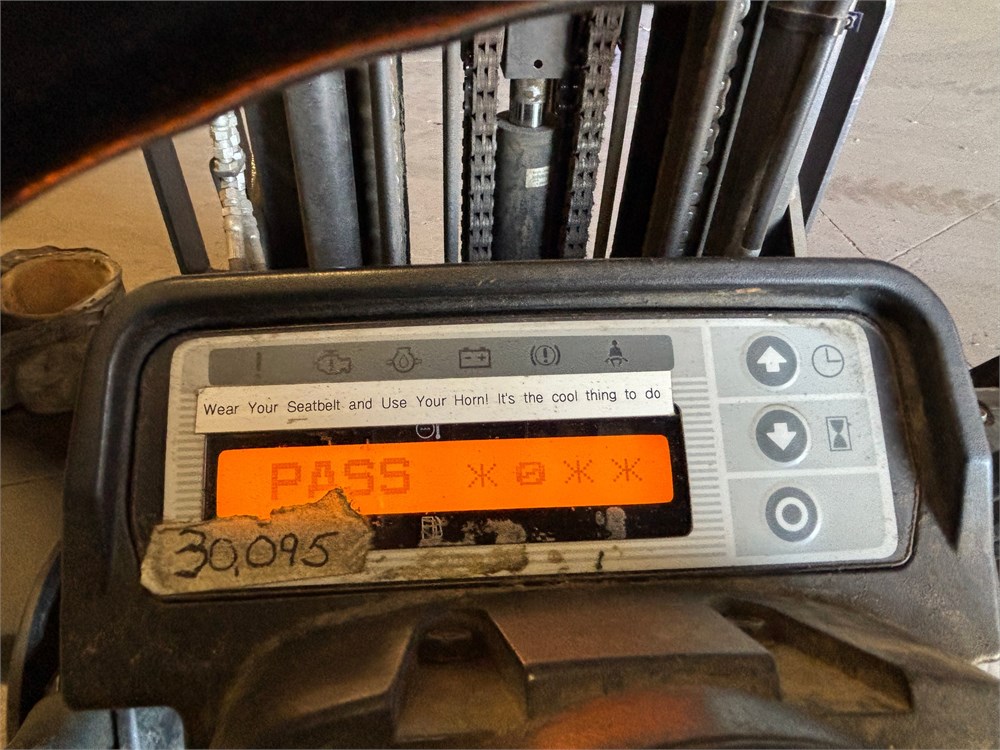 Wear Your Seatbelt and Use Your Horn! It's the cool thing to do
PASS *0**
30,095